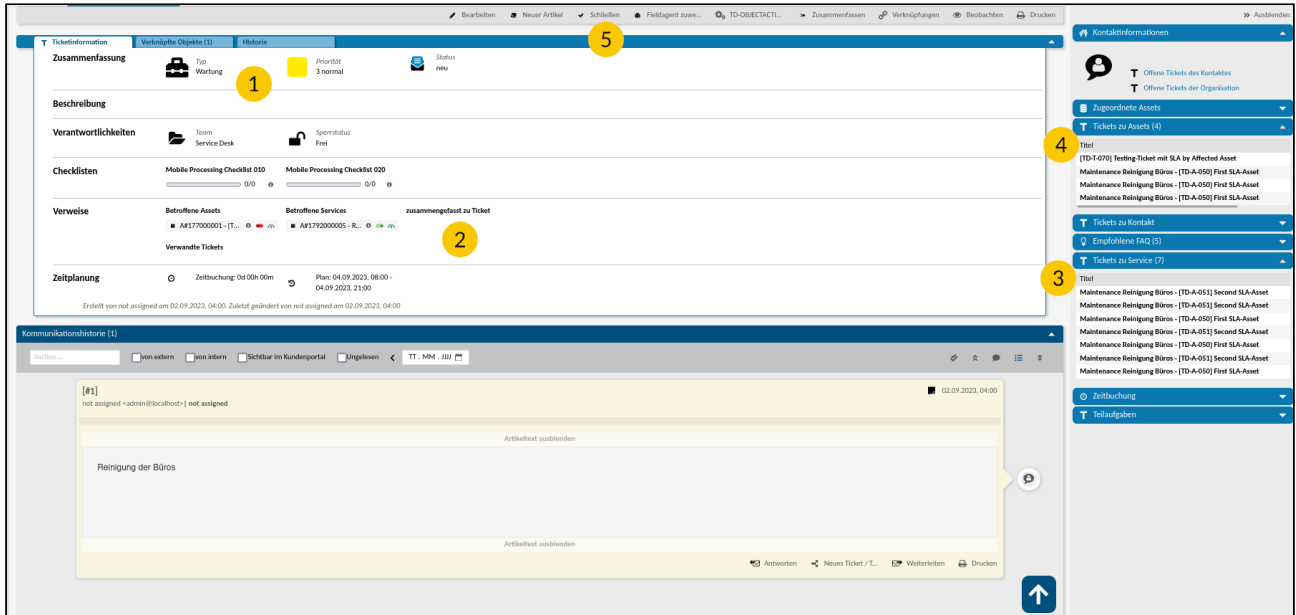 Bearbeiten Neuer Artikel Schließen Fieldagent zuwe... TD-OBJECTACTI... Zusammenfassen Verknüpfungen Beobachten Drucken
5
T Ticketinformation Verknüpfte Objekte (1) Historie
Zusammenfassung
Typ
Wartung
1
Priorität
3 normal
Status
neu
Beschreibung
Verantwortlichkeiten
Team
Service Desk
Sperrstatus
Frei
Checklisten
Mobile Processing Checklist 010 Mobile Processing Checklist 020
0/0 0/0
Verweise
Betroffene Assets Betroffene Services zusammengefasst zu Ticket
A#177000001 - [T... A#1792000005 - R...
2
Verwandte Tickets
Zeitplanung
Zeitbuchung: 0d 00h 00m
Plan: 04.09.2023, 08:00 -
04.09.2023, 21:00
Erstellt von not assigned am 02.09.2023, 04:00. Zuletzt geändert von not assigned am 02.09.2023, 04:00
Kommunikationshistorie (1)
Suchen ... von extern von intern Sichtbar im Kundenportal Ungelesen TT . MM . JJJJ
[#1]
02.09.2023, 04:00
not assigned <admin@localhost>| not assigned
Artikeltext ausblenden
Reinigung der Büros
Artikeltext ausblenden
Antworten Neues Ticket / T... Weiterleiten Drucken
Ausblenden
Kontaktinformationen
T Offene Tickets des Kontaktes
T Offene Tickets der Organisation
Zugeordnete Assets
T Tickets zu Assets (4)
4
Titel
[TD-T-070] Testing-Ticket mit SLA by Affected Asset
Maintenance Reinigung Büros - [TD-A-050] First SLA-Asset
Maintenance Reinigung Büros - [TD-A-050] First SLA-Asset
Maintenance Reinigung Büros - [TD-A-050] First SLA-Asset
T Tickets zu Kontakt
Empfohlene FAQ (5)
T Tickets zu Service (7)
3
Titel
Maintenance Reinigung Büros - [TD-A-051] Second SLA-Asset
Maintenance Reinigung Büros - [TD-A-051] Second SLA-Asset
Maintenance Reinigung Büros - [TD-A-050] First SLA-Asset
Maintenance Reinigung Büros - [TD-A-051] Second SLA-Asset
Maintenance Reinigung Büros - [TD-A-050] First SLA-Asset
Maintenance Reinigung Büros - [TD-A-051] Second SLA-Asset
Maintenance Reinigung Büros - [TD-A-050] First SLA-Asset
Zeitbuchung
T Teilaufgaben